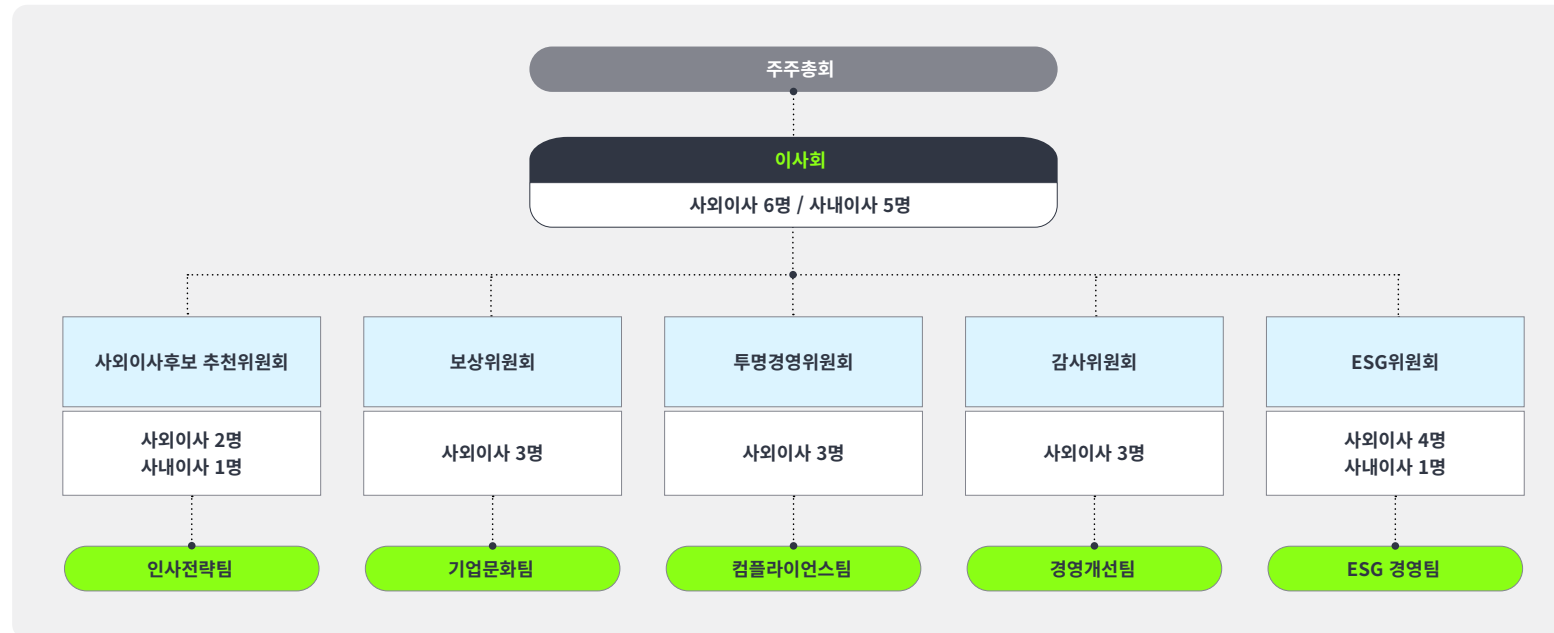 주주총회
이사회
사외이사 6명 / 사내이사 5명
사외이사후보 추천위원회
사외이사 2명
사내이사 1명
인사전략팀
보상위원회
사외이사 3명
기업문화팀
투명경영위원회
사외이사 3명
컴플라이언스팀
감사위원회
사외이사 3명
경영개선팀
ESG위원회
사외이사 4명
사내이사 1명
ESG 경영팀